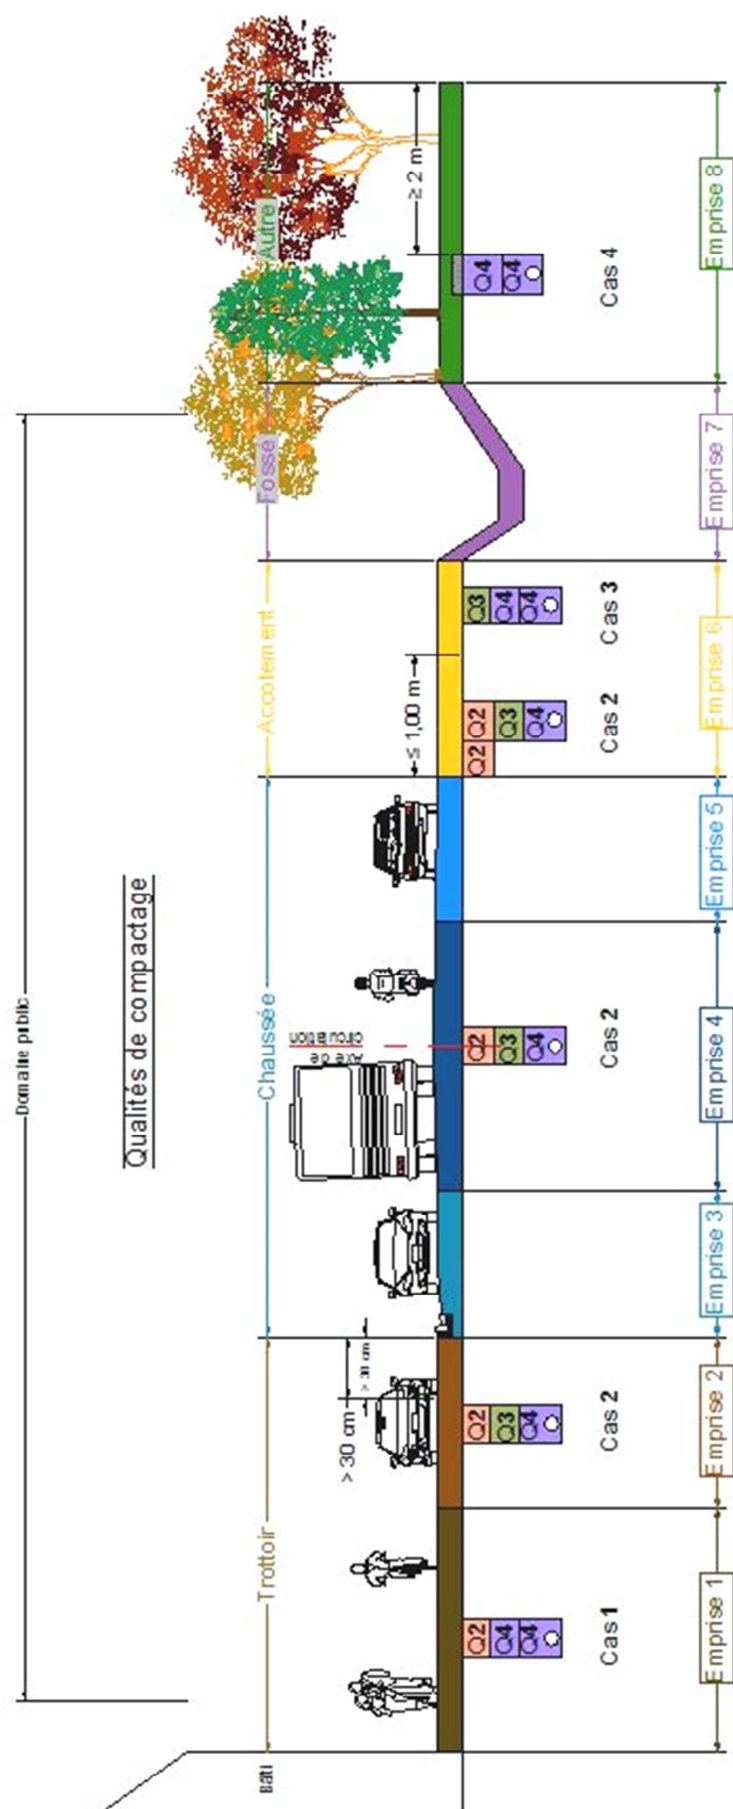 Domaine public
Qualités de compactage
Bâti
Trottoir
Chaussée
Accotement
Fossé
Autre
> 30 cm
> 30 cm
Axe de
circulation
≤ 1,00 m
≥ 2 m
Q2
Q4
Q4
Q2
Q3
Q4
Q2
Q3
Q4
Q2
Q2
Q3
Q4
Q3
Q4
Q4
Q4
Q4
Cas 1
Cas 2
Cas 2
Cas 2
Cas 3
Cas 4
Emprise 1
Emprise 2
Emprise 3
Emprise 4
Emprise 5
Emprise 6
Emprise 7
Emprise 8